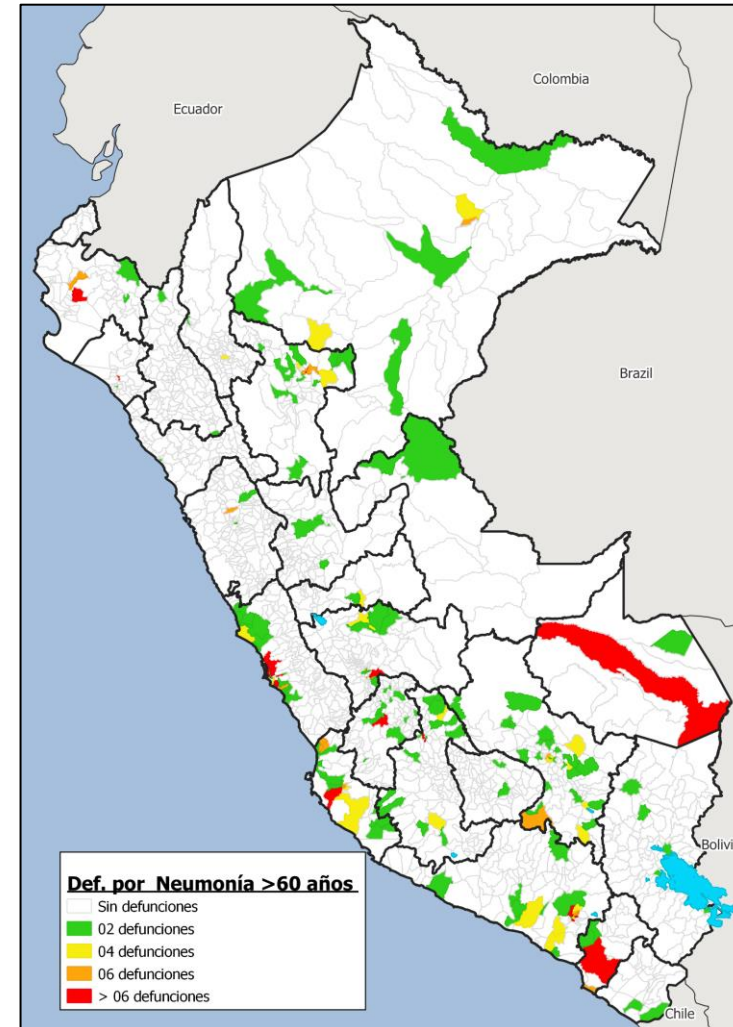 Colombia
Ecuador
Brazil
Bolivi
Def. por Neumonía >60 años
Sin defunciones
02 defunciones
04 defunciones
06 defunciones
> 06 defunciones
Chile